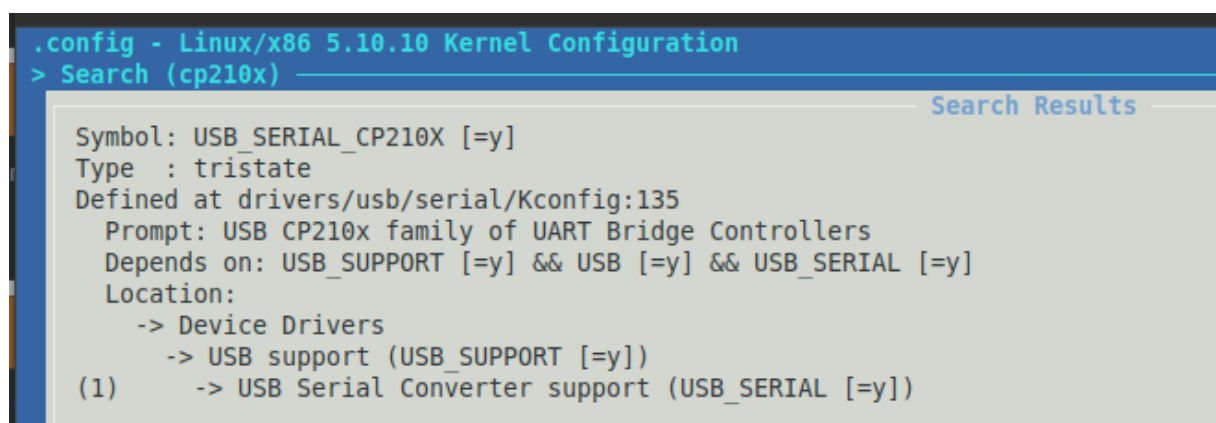 .config - Linux/x86 5.10.10 Kernel Configuration
> Search (cp210x)
Search Results
Symbol: USB_SERIAL_CP210X [=y]
Type  : tristate
Defined at drivers/usb/serial/Kconfig:135
  Prompt: USB CP210x family of UART Bridge Controllers
  Depends on: USB_SUPPORT [=y] && USB [=y] && USB_SERIAL [=y]
  Location:
    -> Device Drivers
      -> USB support (USB_SUPPORT [=y])
(1)     -> USB Serial Converter support (USB_SERIAL [=y])